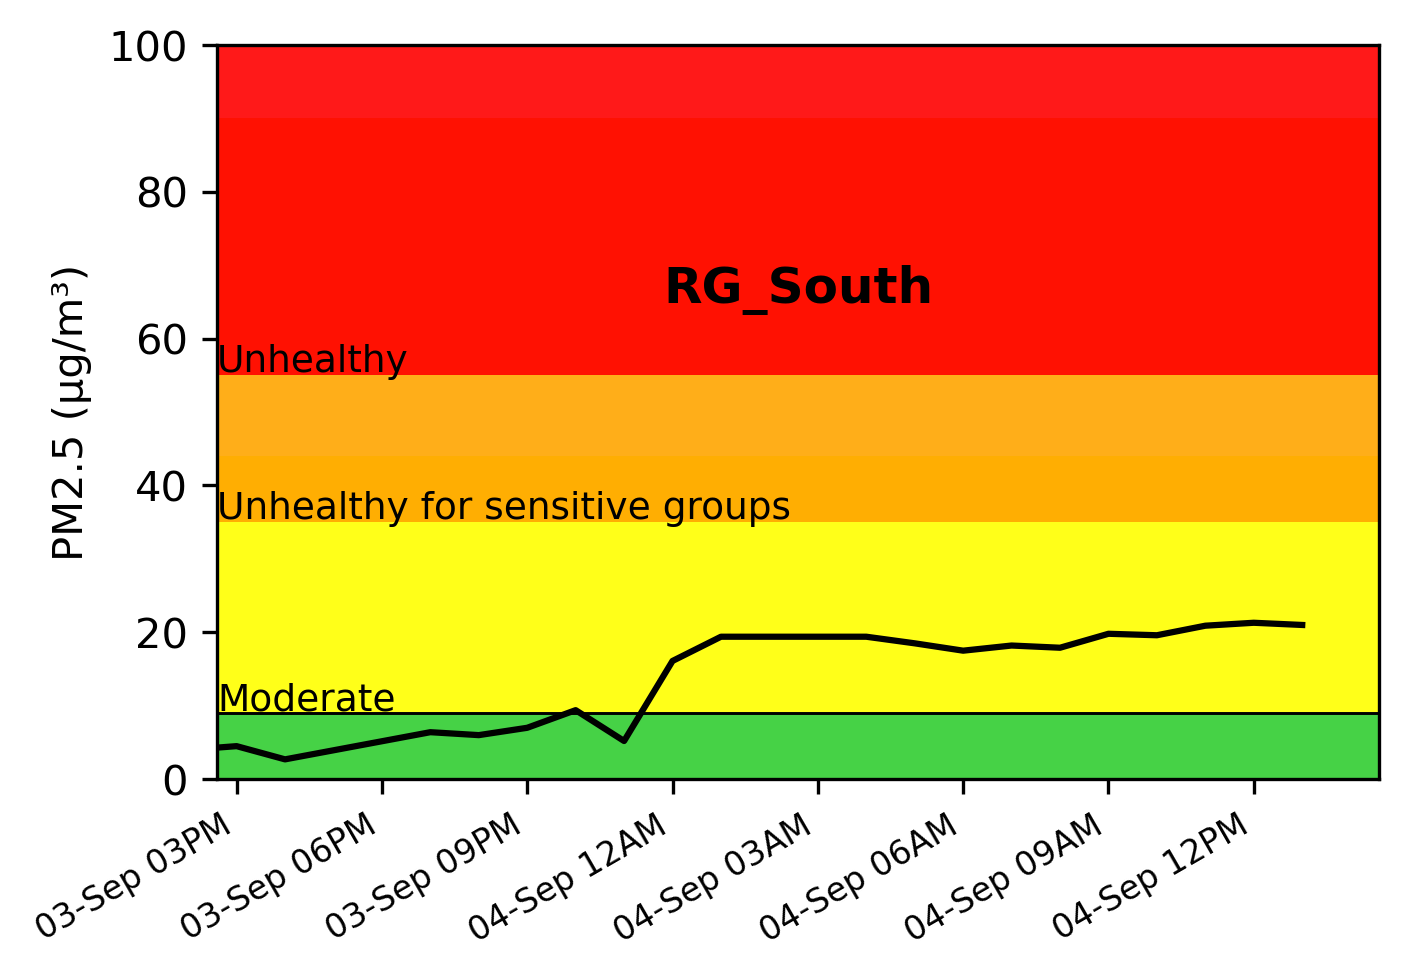 100
80
60
40
20
0
PM2.5 (µg/m³)
RG_South
Unhealthy
Unhealthy for sensitive groups
Moderate
03-Sep 03PM
03-Sep 06PM
03-Sep 09PM
04-Sep 12AM
04-Sep 03AM
04-Sep 06AM
04-Sep 09AM
04-Sep 12PM